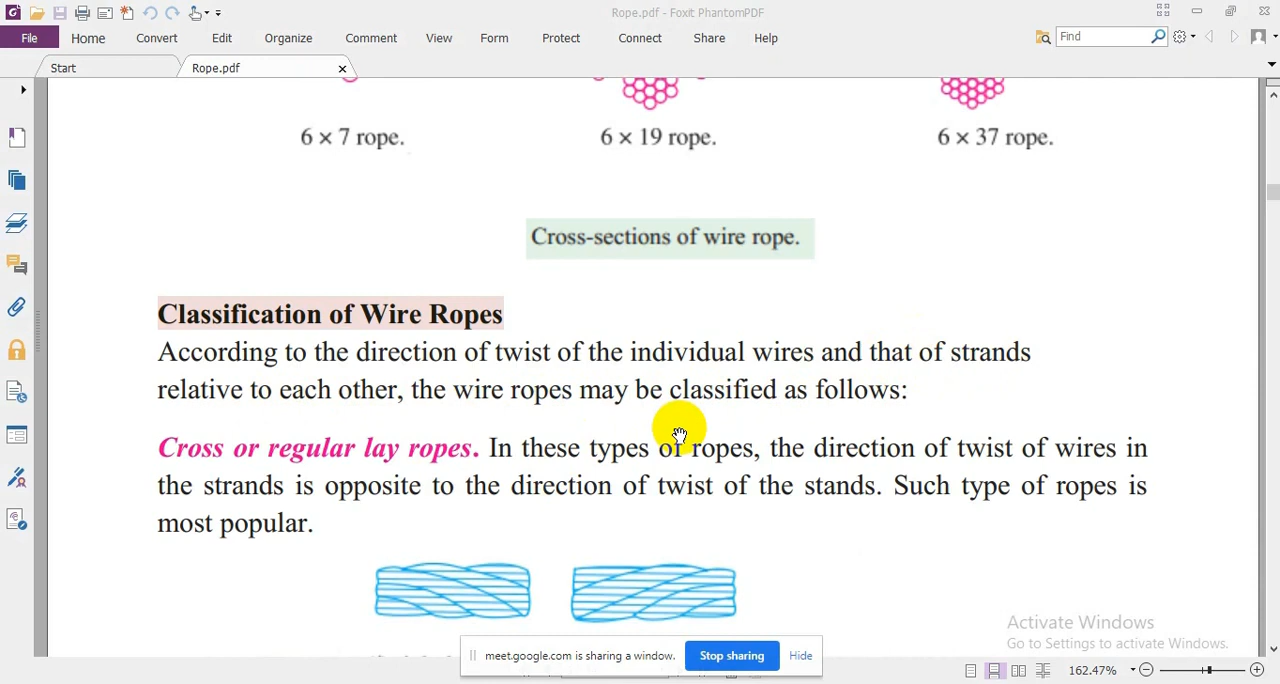 Rope.pdf - Foxit PhantomPDF
File Home Convert Edit Organize Comment View Form Protect Connect Share Help Find
Start Rope.pdf
6 × 7 rope. 6 × 19 rope. 6 × 37 rope.
Cross-sections of wire rope.
Classification of Wire Ropes
According to the direction of twist of the individual wires and that of strands
relative to each other, the wire ropes may be classified as follows:
Cross or regular lay ropes. In these types of ropes, the direction of twist of wires in
the strands is opposite to the direction of twist of the stands. Such type of ropes is
most popular.
Activate Windows
Go to Settings to activate Windows.
meet.google.com is sharing a window. Stop sharing Hide
162.47%